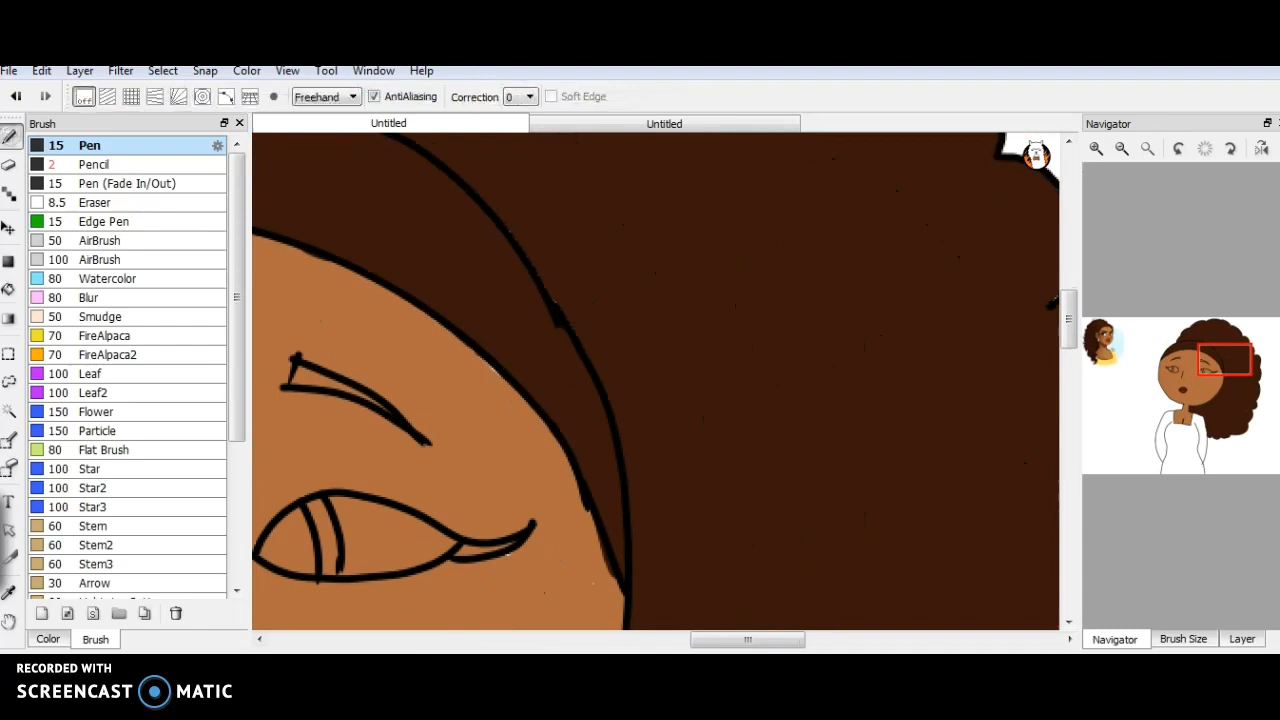 File Edit Layer Filter Select Snap Color View Tool Window Help
off Freehand AntiAliasing Correction 0 Soft Edge
Brush Untitled Untitled Navigator
15 Pen
2 Pencil
15 Pen (Fade In/Out)
8.5 Eraser
15 Edge Pen
50 AirBrush
100 AirBrush
80 Watercolor
80 Blur
50 Smudge
70 FireAlpaca
70 FireAlpaca2
100 Leaf
100 Leaf2
150 Flower
150 Particle
80 Flat Brush
100 Star
100 Star2
100 Star3
60 Stem
60 Stem2
60 Stem3
30 Arrow
Color Brush Navigator Brush Size Layer
RECORDED WITH
SCREENCAST MATIC